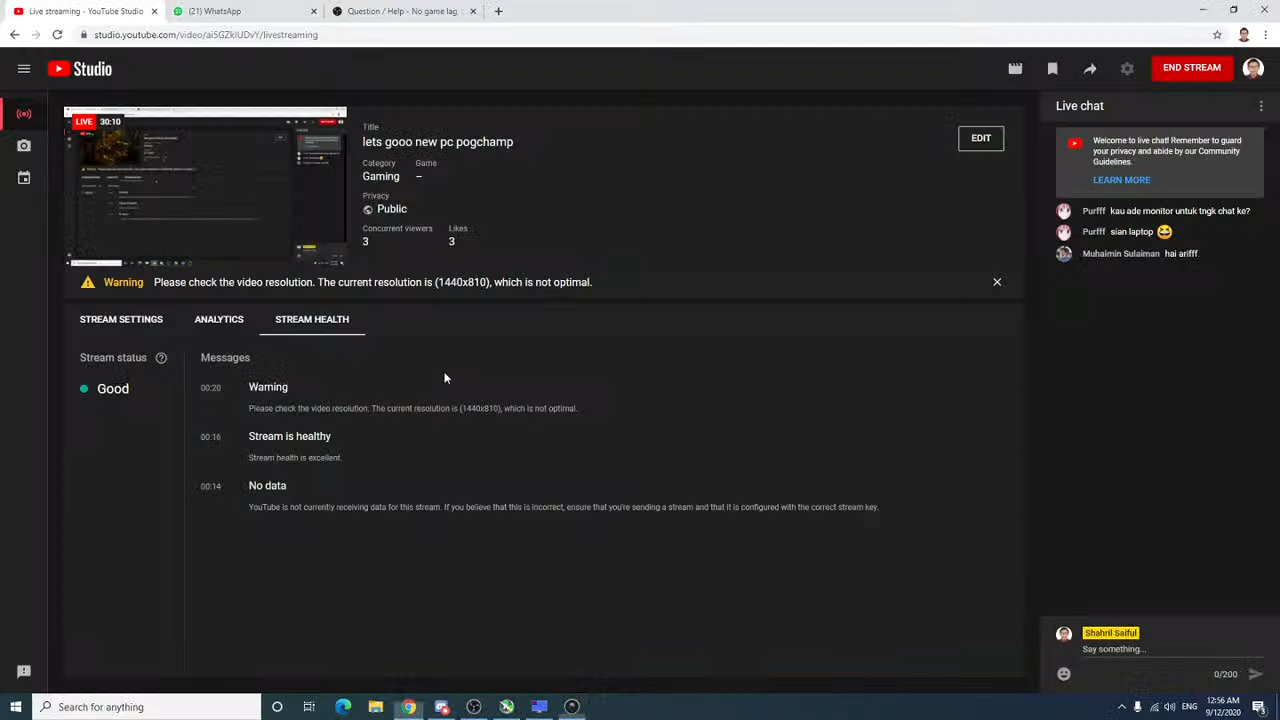 Live streaming - YouTube Studio
(21) WhatsApp
Question / Help - No game lag,
studio.youtube.com/video/ai5GZkIUDvY/livestreaming
Studio
END STREAM
LIVE
30:10
Title
lets gooo new pc pogchamp
EDIT
Category
Game
Gaming
–
Privacy
Public
Concurrent viewers
Likes
3
3
Warning
Please check the video resolution. The current resolution is (1440x810), which is not optimal.
STREAM SETTINGS
ANALYTICS
STREAM HEALTH
Stream status
Messages
Good
00:20
Warning
Please check the video resolution. The current resolution is (1440x810), which is not optimal.
00:16
Stream is healthy
Stream health is excellent.
00:14
No data
YouTube is not currently receiving data for this stream. If you believe that this is incorrect, ensure that you're sending a stream and that it is configured with the correct stream key.
Live chat
Welcome to live chat! Remember to guard
your privacy and abide by our Community
Guidelines.
LEARN MORE
Purfff kau ade monitor untuk tngk chat ke?
Purfff sian laptop
Muhaimin Sulaiman hai arifff
Shahril Saiful
Say something...
0/200
Search for anything
ENG
12:56 AM
9/12/2020